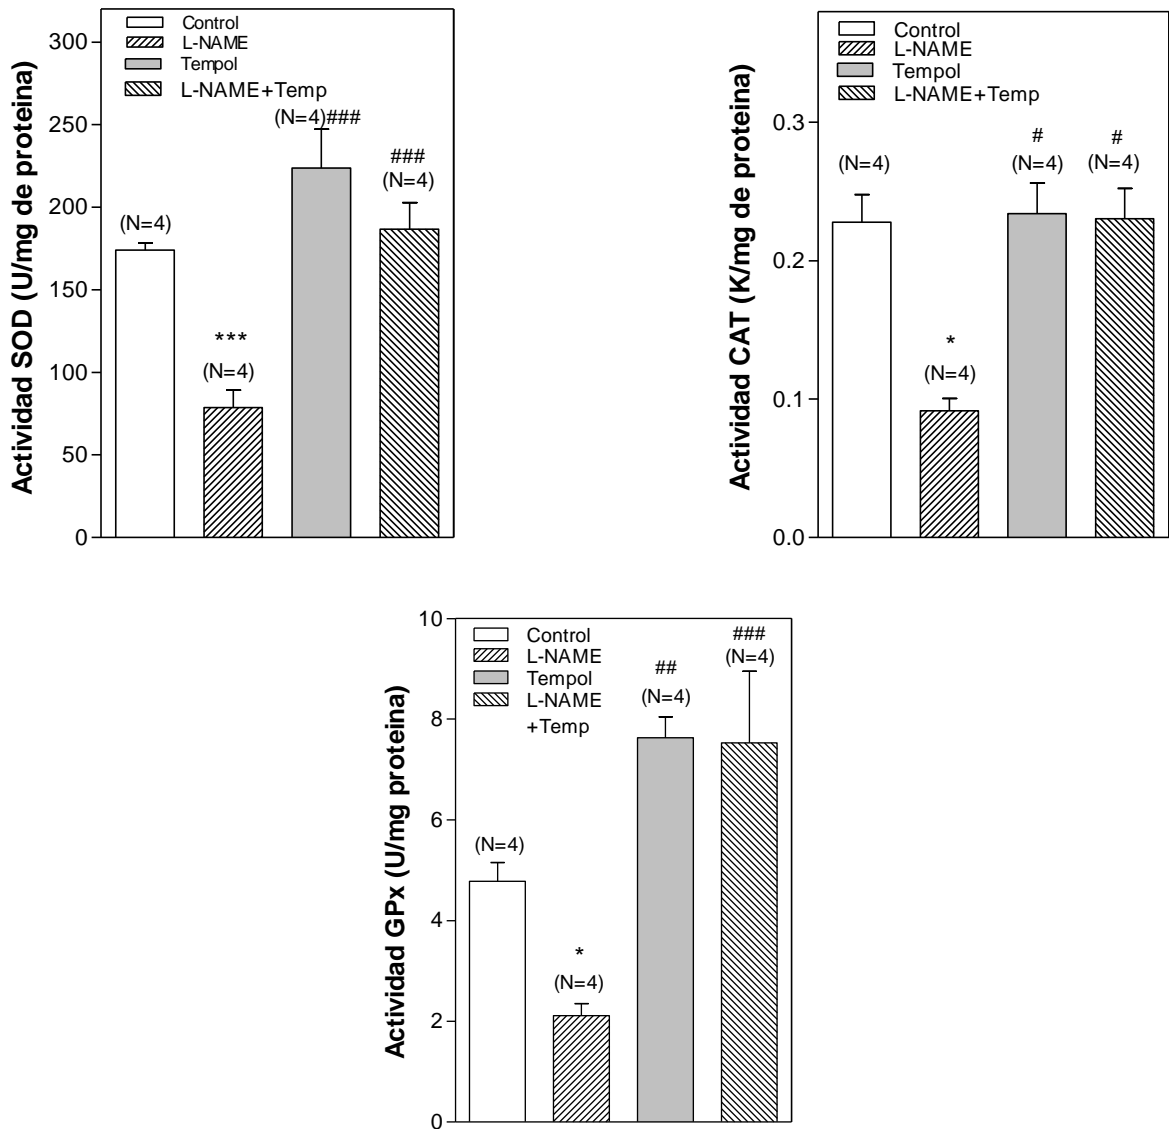 Actividad SOD (U/mg de proteina)
300
250
200
150
100
50
0
Control
L-NAME
Tempol
L-NAME+Temp
(N=4)
***
(N=4)
(N=4)###
###
(N=4)
Actividad CAT (K/mg de proteina)
0.3
0.2
0.1
0.0
Control
L-NAME
Tempol
L-NAME+Temp
(N=4)
*
(N=4)
#
(N=4)
#
(N=4)
Actividad GPx (U/mg proteina)
10
8
6
4
2
0
Control
L-NAME
Tempol
L-NAME
+Temp
(N=4)
*
(N=4)
##
(N=4)
###
(N=4)